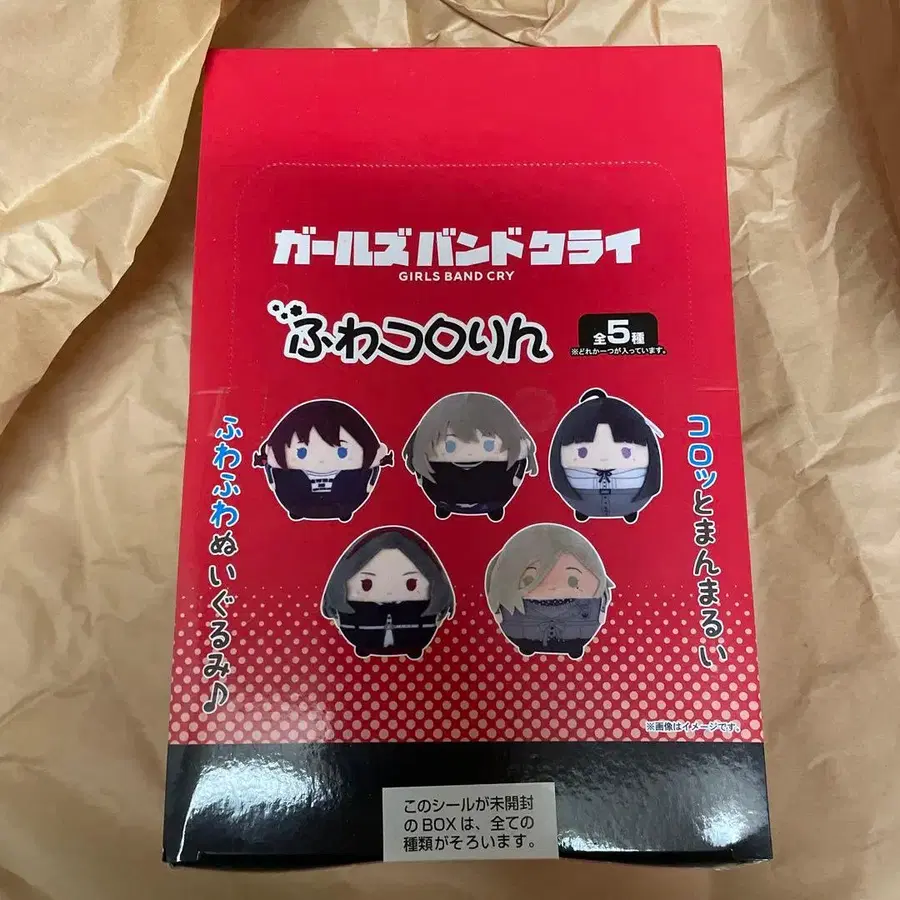 ガールズバンドクライ
GIRLS BAND CRY
ふわコロりん
全5種
※どれか一つが入っています。
コロッとまんまるい
ふわふわぬいぐるみ♪
※画像はイメージです。
このシールが未開封
のBOXは、全ての
種類がそろいます。